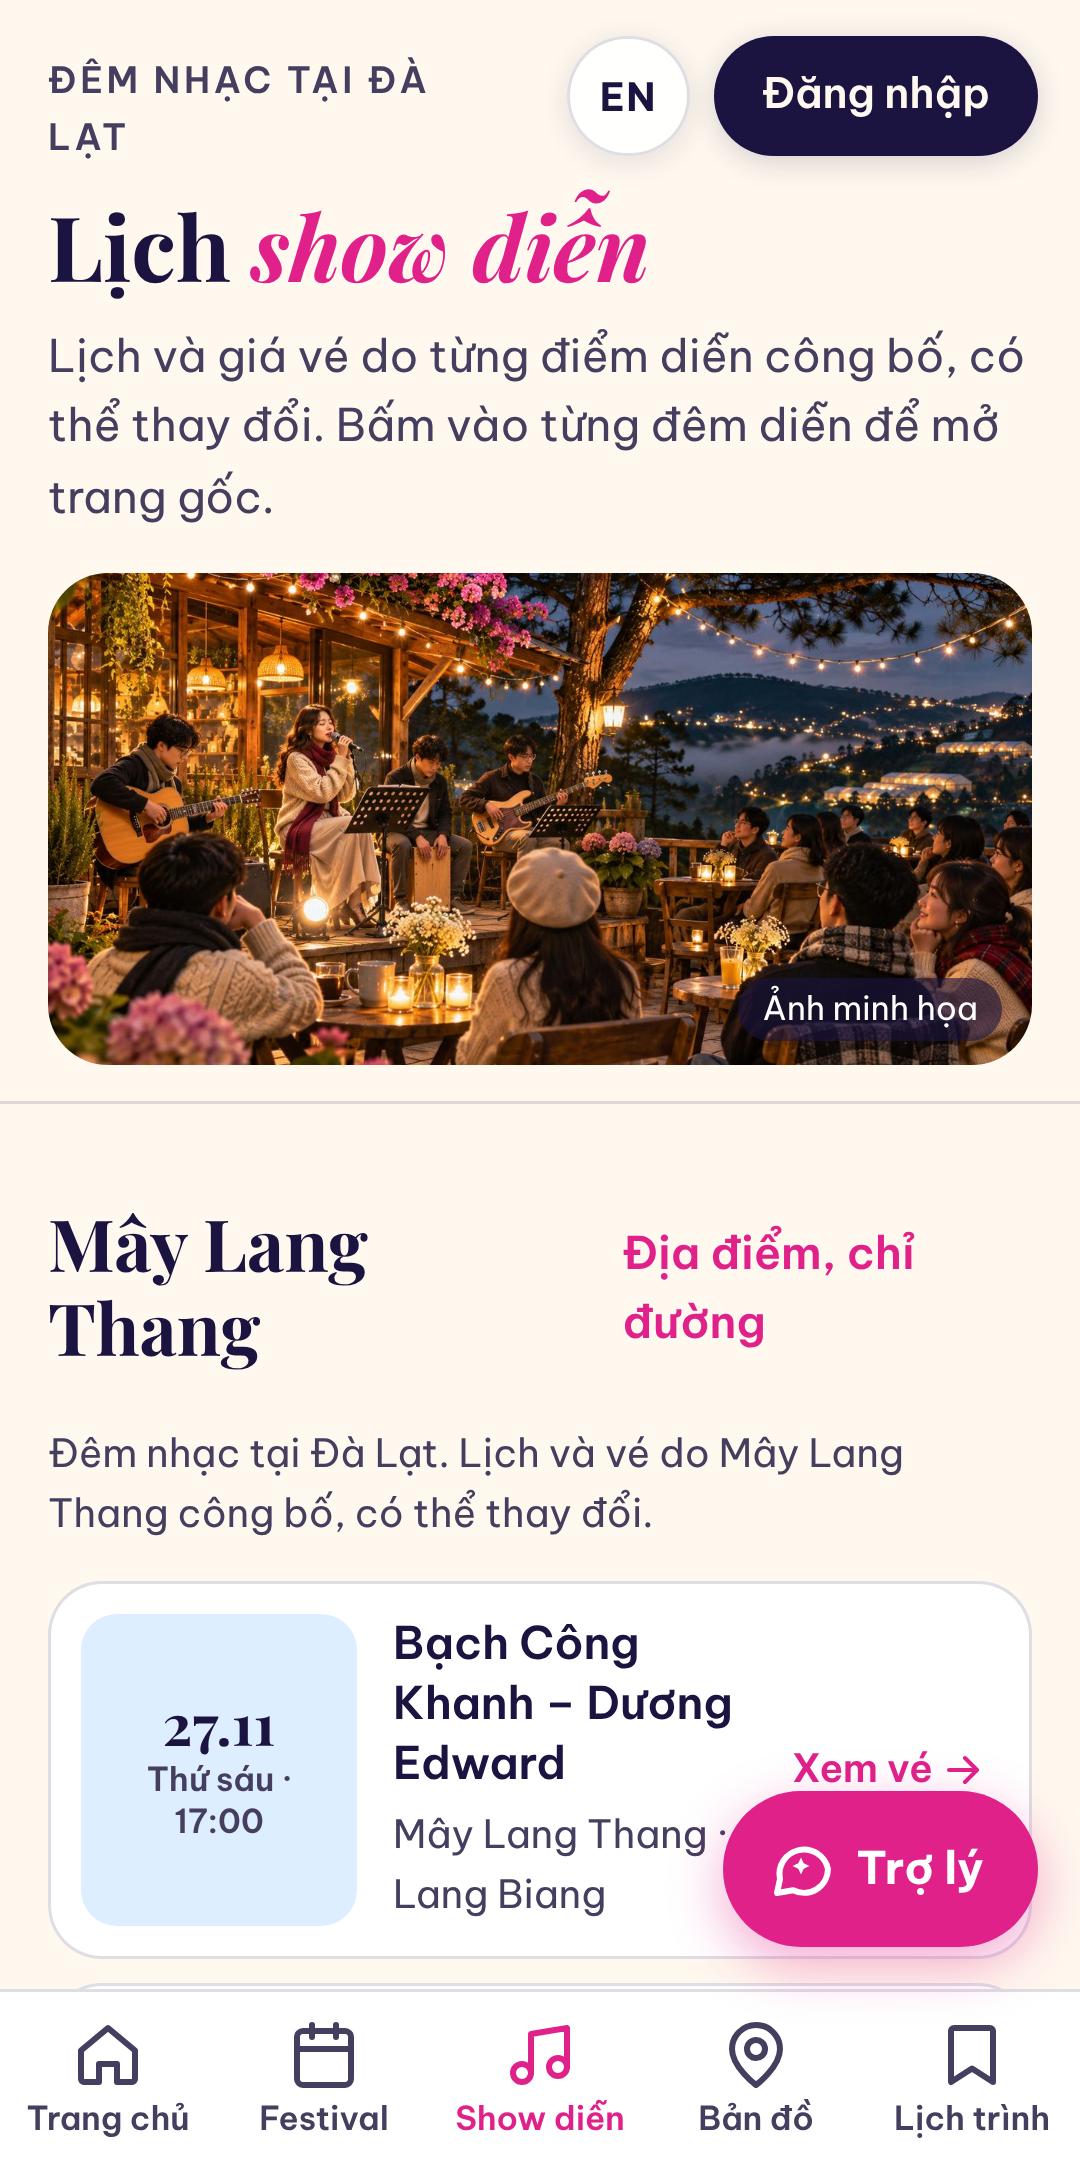 ĐÊM NHẠC TẠI ĐÀ
LẠT
EN
Đăng nhập
Lịch show diễn
Lịch và giá vé do từng điểm diễn công bố, có
thể thay đổi. Bấm vào từng đêm diễn để mở
trang gốc.
Ảnh minh họa
Mây Lang
Thang
Địa điểm, chỉ
đường
Đêm nhạc tại Đà Lạt. Lịch và vé do Mây Lang
Thang công bố, có thể thay đổi.
27.11
Thứ sáu ·
17:00
Bạch Công
Khanh – Dương
Edward
Mây Lang Thang ·
Lang Biang
Xem vé →
Trợ lý
Trang chủ
Festival
Show diễn
Bản đồ
Lịch trình